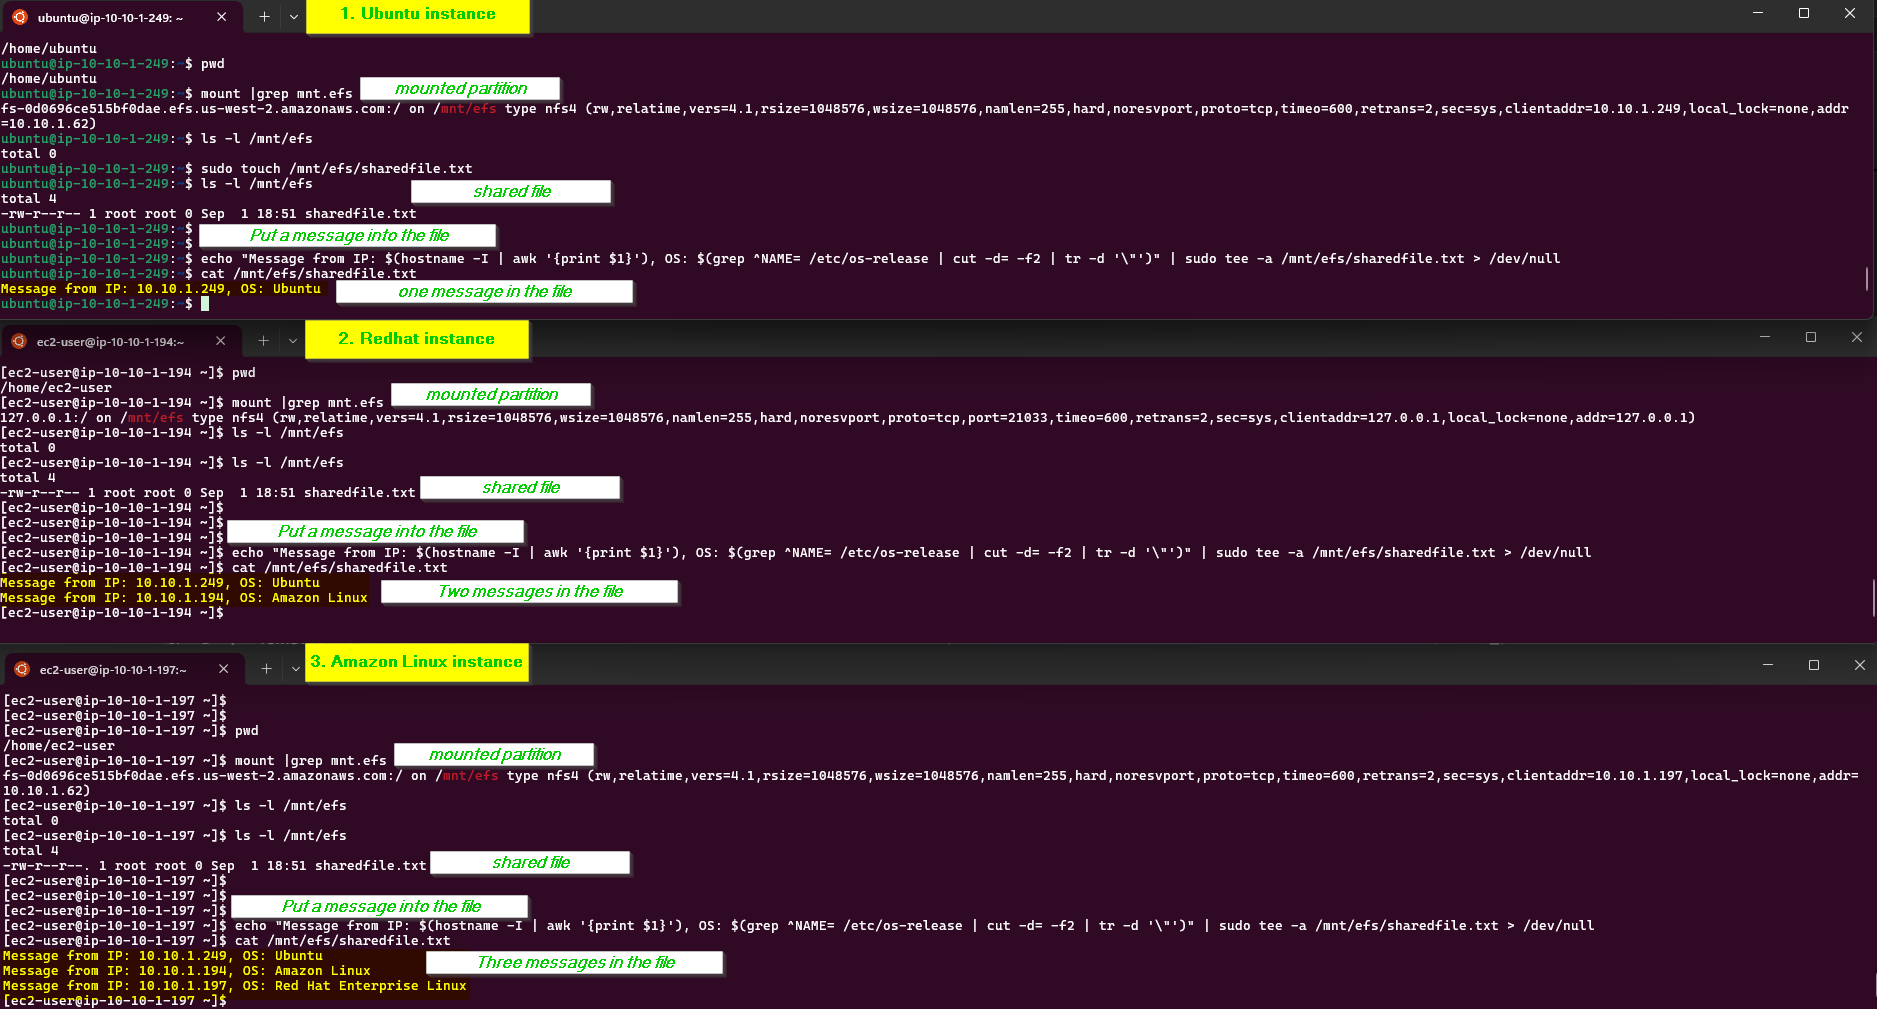 ubuntu@ip-10-10-1-249: ~
1. Ubuntu instance
/home/ubuntu
ubuntu@ip-10-10-1-249:~$ pwd
/home/ubuntu
ubuntu@ip-10-10-1-249:~$ mount |grep mnt.efs
mounted partition
fs-0d0696ce515bf0dae.efs.us-west-2.amazonaws.com:/ on /mnt/efs type nfs4 (rw,relatime,vers=4.1,rsize=1048576,wsize=1048576,namlen=255,hard,noresvport,proto=tcp,timeo=600,retrans=2,sec=sys,clientaddr=10.10.1.249,local_lock=none,addr
=10.10.1.62)
ubuntu@ip-10-10-1-249:~$ ls -l /mnt/efs
total 0
ubuntu@ip-10-10-1-249:~$ sudo touch /mnt/efs/sharedfile.txt
ubuntu@ip-10-10-1-249:~$ ls -l /mnt/efs
shared file
total 4
-rw-r--r-- 1 root root 0 Sep  1 18:51 sharedfile.txt
ubuntu@ip-10-10-1-249:~$
Put a message into the file
ubuntu@ip-10-10-1-249:~$
ubuntu@ip-10-10-1-249:~$ echo "Message from IP: $(hostname -I | awk '{print $1}'), OS: $(grep ^NAME= /etc/os-release | cut -d= -f2 | tr -d '\"')" | sudo tee -a /mnt/efs/sharedfile.txt > /dev/null
ubuntu@ip-10-10-1-249:~$ cat /mnt/efs/sharedfile.txt
Message from IP: 10.10.1.249, OS: Ubuntu
one message in the file
ubuntu@ip-10-10-1-249:~$
ec2-user@ip-10-10-1-194:~
2. Redhat instance
[ec2-user@ip-10-10-1-194 ~]$ pwd
/home/ec2-user
[ec2-user@ip-10-10-1-194 ~]$ mount |grep mnt.efs
mounted partition
127.0.0.1:/ on /mnt/efs type nfs4 (rw,relatime,vers=4.1,rsize=1048576,wsize=1048576,namlen=255,hard,noresvport,proto=tcp,port=21033,timeo=600,retrans=2,sec=sys,clientaddr=127.0.0.1,local_lock=none,addr=127.0.0.1)
[ec2-user@ip-10-10-1-194 ~]$ ls -l /mnt/efs
total 0
[ec2-user@ip-10-10-1-194 ~]$ ls -l /mnt/efs
total 4
-rw-r--r-- 1 root root 0 Sep  1 18:51 sharedfile.txt
shared file
[ec2-user@ip-10-10-1-194 ~]$
[ec2-user@ip-10-10-1-194 ~]$
[ec2-user@ip-10-10-1-194 ~]$
Put a message into the file
[ec2-user@ip-10-10-1-194 ~]$ echo "Message from IP: $(hostname -I | awk '{print $1}'), OS: $(grep ^NAME= /etc/os-release | cut -d= -f2 | tr -d '\"')" | sudo tee -a /mnt/efs/sharedfile.txt > /dev/null
[ec2-user@ip-10-10-1-194 ~]$ cat /mnt/efs/sharedfile.txt
Message from IP: 10.10.1.249, OS: Ubuntu
Message from IP: 10.10.1.194, OS: Amazon Linux
Two messages in the file
[ec2-user@ip-10-10-1-194 ~]$
ec2-user@ip-10-10-1-197:~
3. Amazon Linux instance
[ec2-user@ip-10-10-1-197 ~]$
[ec2-user@ip-10-10-1-197 ~]$
[ec2-user@ip-10-10-1-197 ~]$ pwd
/home/ec2-user
[ec2-user@ip-10-10-1-197 ~]$ mount |grep mnt.efs
mounted partition
fs-0d0696ce515bf0dae.efs.us-west-2.amazonaws.com:/ on /mnt/efs type nfs4 (rw,relatime,vers=4.1,rsize=1048576,wsize=1048576,namlen=255,hard,noresvport,proto=tcp,timeo=600,retrans=2,sec=sys,clientaddr=10.10.1.197,local_lock=none,addr=
10.10.1.62)
[ec2-user@ip-10-10-1-197 ~]$ ls -l /mnt/efs
total 0
[ec2-user@ip-10-10-1-197 ~]$ ls -l /mnt/efs
total 4
-rw-r--r--. 1 root root 0 Sep  1 18:51 sharedfile.txt
shared file
[ec2-user@ip-10-10-1-197 ~]$
[ec2-user@ip-10-10-1-197 ~]$
[ec2-user@ip-10-10-1-197 ~]$
Put a message into the file
[ec2-user@ip-10-10-1-197 ~]$ echo "Message from IP: $(hostname -I | awk '{print $1}'), OS: $(grep ^NAME= /etc/os-release | cut -d= -f2 | tr -d '\"')" | sudo tee -a /mnt/efs/sharedfile.txt > /dev/null
[ec2-user@ip-10-10-1-197 ~]$ cat /mnt/efs/sharedfile.txt
Message from IP: 10.10.1.249, OS: Ubuntu
Message from IP: 10.10.1.194, OS: Amazon Linux
Three messages in the file
Message from IP: 10.10.1.197, OS: Red Hat Enterprise Linux
[ec2-user@ip-10-10-1-197 ~]$